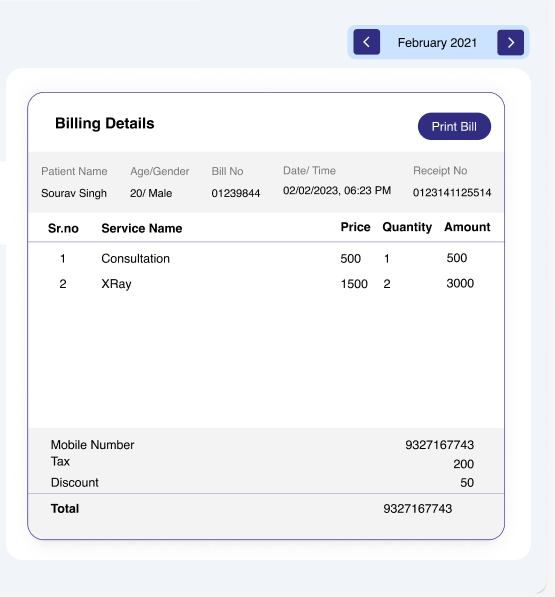 February 2021
Billing Details
Print Bill
Patient Name Age/Gender Bill No Date/ Time Receipt No
Sourav Singh 20/ Male 01239844 02/02/2023, 06:23 PM 0123141125514
Sr.no Service Name Price Quantity Amount
1 Consultation 500 1 500
2 XRay 1500 2 3000
Mobile Number 9327167743
Tax 200
Discount 50
Total 9327167743